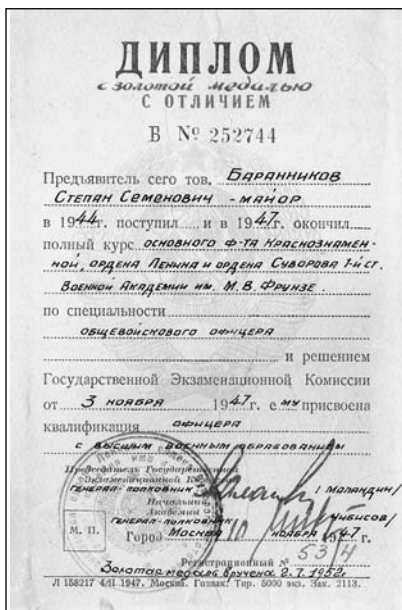 ДИПЛОМ
с золотой медалью
С ОТЛИЧИЕМ
Б № 252744
Предъявитель сего тов. БАРАННИКОВ
СТЕПАН СЕМЕНОВИЧ - МАЙОР
в 1944 г. поступил и в 1947 г. окончил
полный курс ОСНОВНОГО Ф-ТА КРАСНОЗНАМЕН-
НОЙ, ОРДЕНА ЛЕНИНА И ОРДЕНА СУВОРОВА 1-Й СТ.
ВОЕННОЙ АКАДЕМИИ ИМ. М.В. ФРУНЗЕ.
по специальности
ОБЩЕВОЙСКОВОГО ОФИЦЕРА
и решением
Государственной Экзаменационной Комиссии
от 3 НОЯБРЯ 1947 г. ему присвоена
квалификация ОФИЦЕРА
С ВЫСШИМ ВОЕННЫМ ОБРАЗОВАНИЕМ
Председатель Государственной
Экзаменационной Комиссии
ГЕНЕРАЛ-ПОЛКОВНИК /МАЛАНДИН/
Начальник
Академии
ГЕНЕРАЛ-ПОЛКОВНИК /ЧИБИСОВ/
М. П. Город МОСКВА 10 НОЯБРЯ 1947 г.
Регистрационный № 53/4
Золотая медаль вручена 2.7.1952г
Л 158217 4/II 1947. Москва. Гознак. Тир. 5000 экз. Зак. 2113.